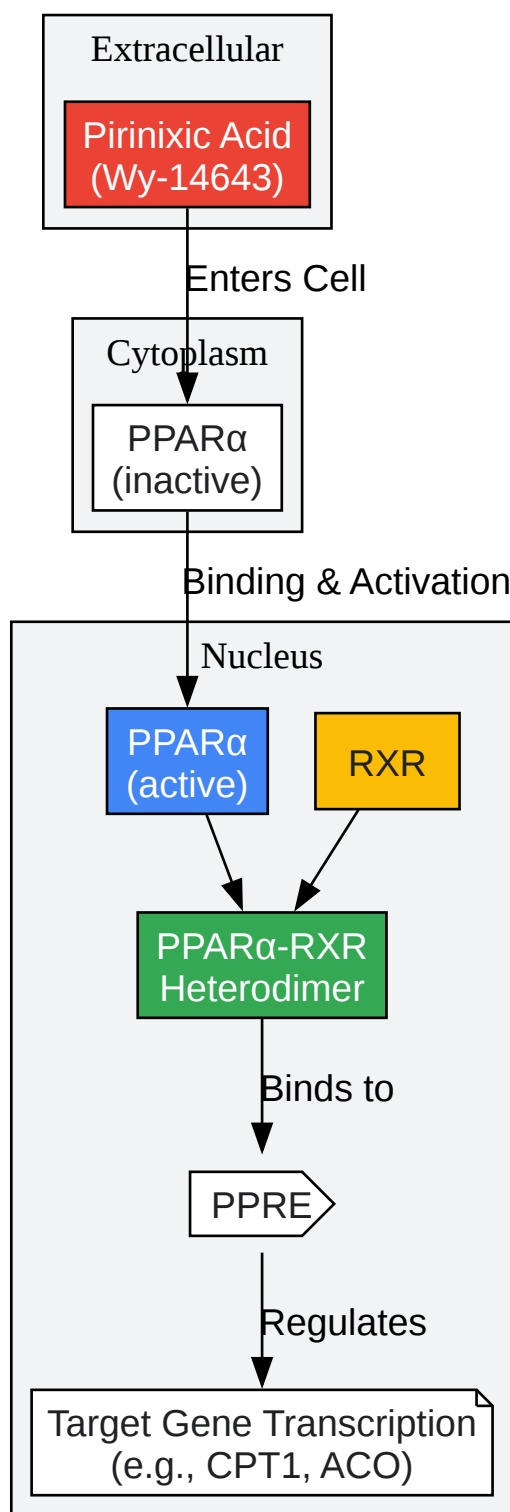 Extracellular
Pirinixic Acid
(Wy-14643)
Enters Cell
Cytoplasm
PPARα
(inactive)
Binding & Activation
Nucleus
PPARα
(active)
RXR
PPARα-RXR
Heterodimer
Binds to
PPRE
Regulates
Target Gene Transcription
(e.g., CPT1, ACO)